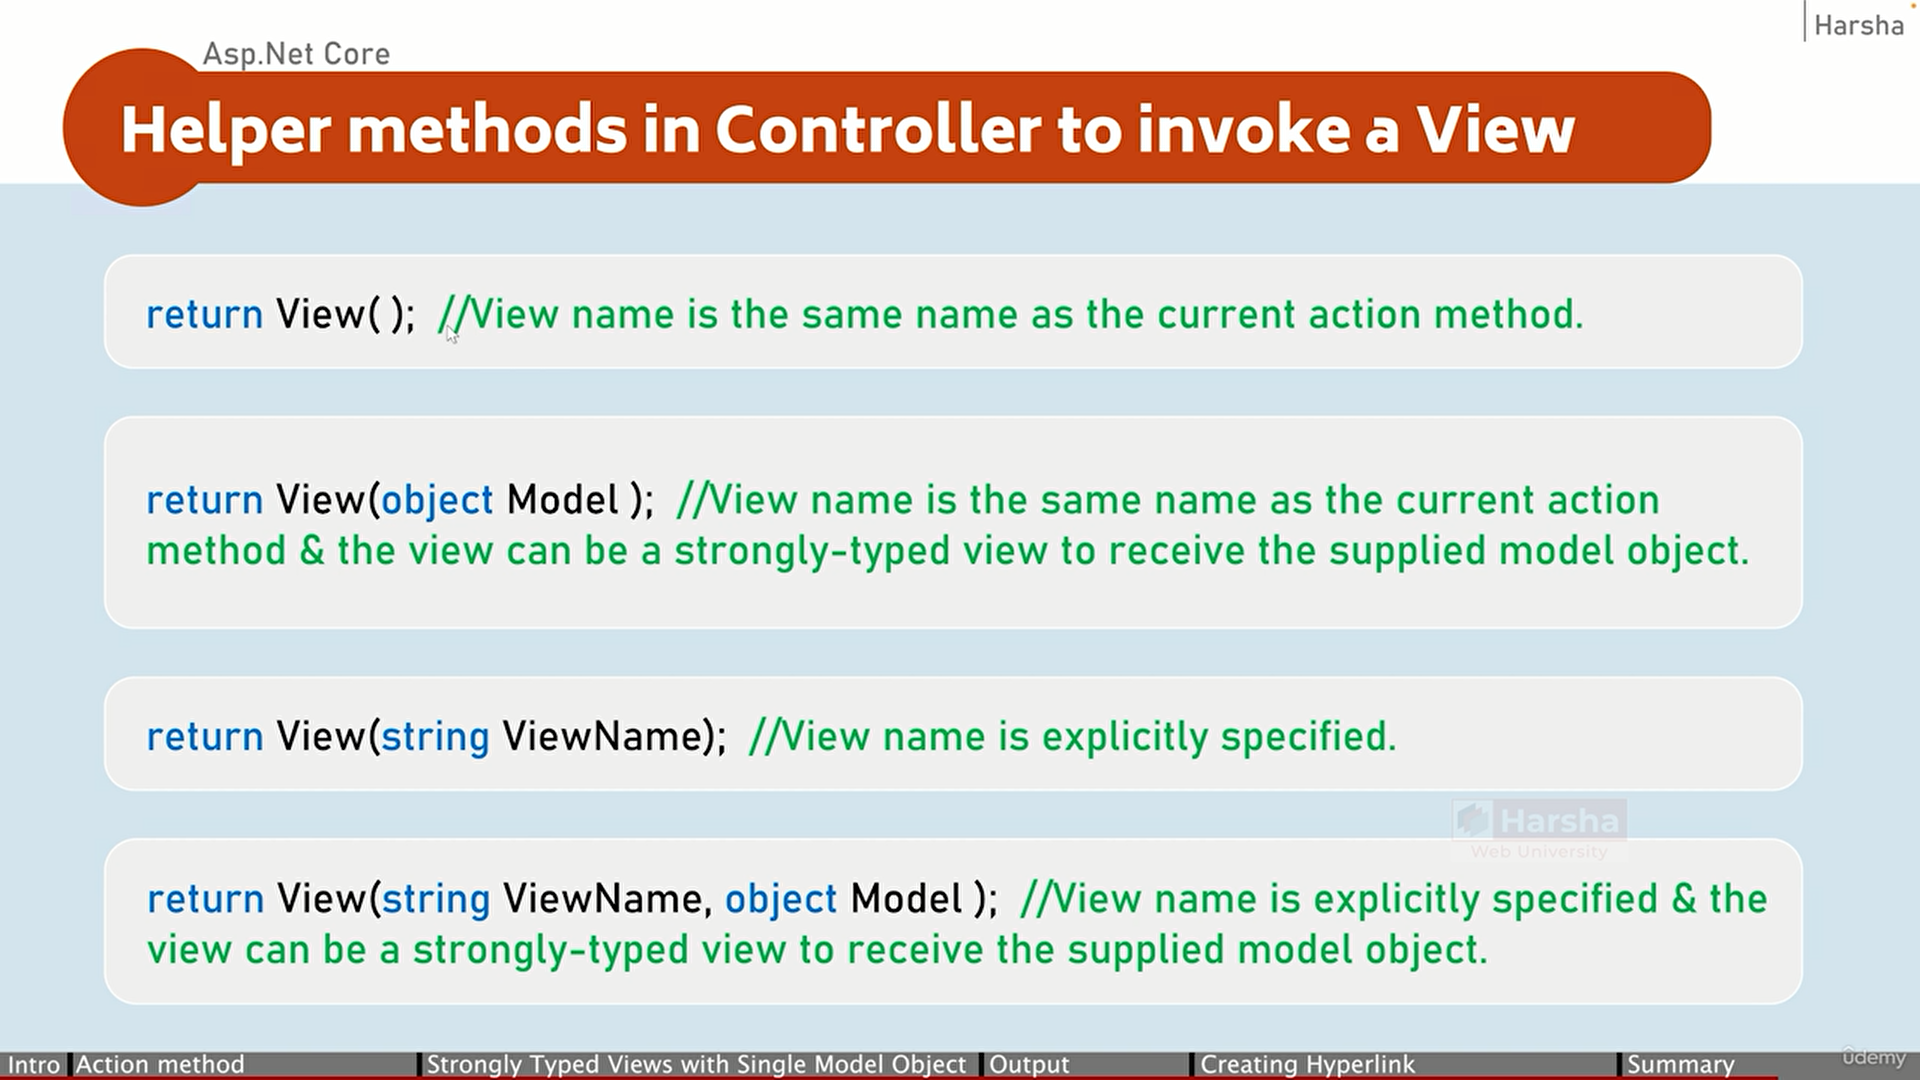 Harsha
Asp.Net Core
Helper methods in Controller to invoke a View
return View( ); //View name is the same name as the current action method.
return View(object Model ); //View name is the same name as the current action
method & the view can be a strongly-typed view to receive the supplied model object.
return View(string ViewName); //View name is explicitly specified.
Harsha
Web University
return View(string ViewName, object Model ); //View name is explicitly specified & the
view can be a strongly-typed view to receive the supplied model object.
Intro Action method Strongly Typed Views with Single Model Object Output Creating Hyperlink Summary
ûdemy